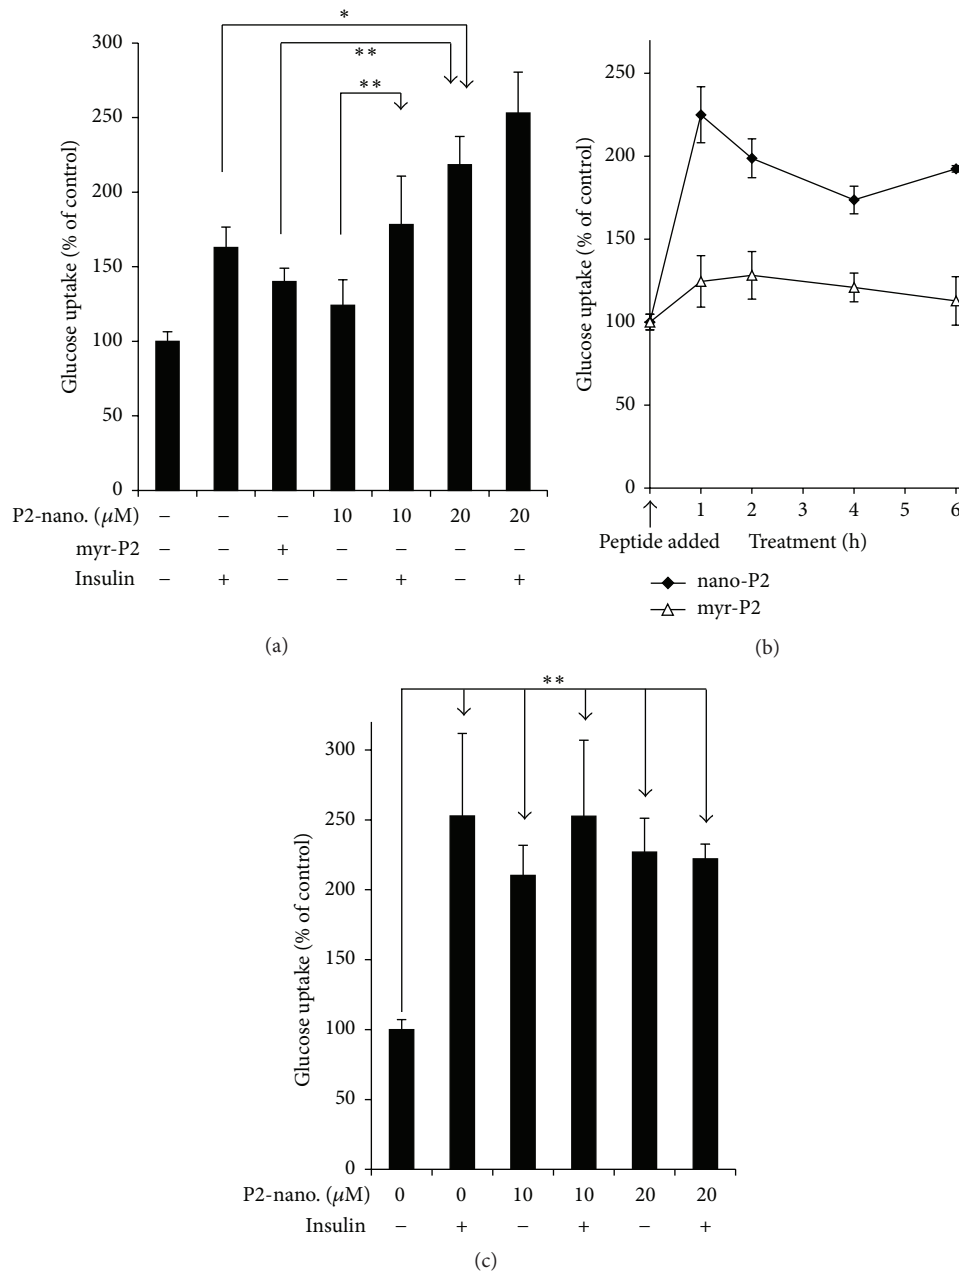 *
**
**
300
250
200
150
100
50
0
Glucose uptake (% of control)
P2-nano. (μM) − − − 10 10 20 20
myr-P2 − − + − − − −
Insulin − + − − + − +
(a)
250
200
150
100
50
0
Glucose uptake (% of control)
1 2 3 4 5 6
Peptide added Treatment (h)
nano-P2
myr-P2
(b)
**
300
250
200
150
100
50
0
Glucose uptake (% of control)
P2-nano. (μM) 0 0 10 10 20 20
Insulin − + − + − +
(c)